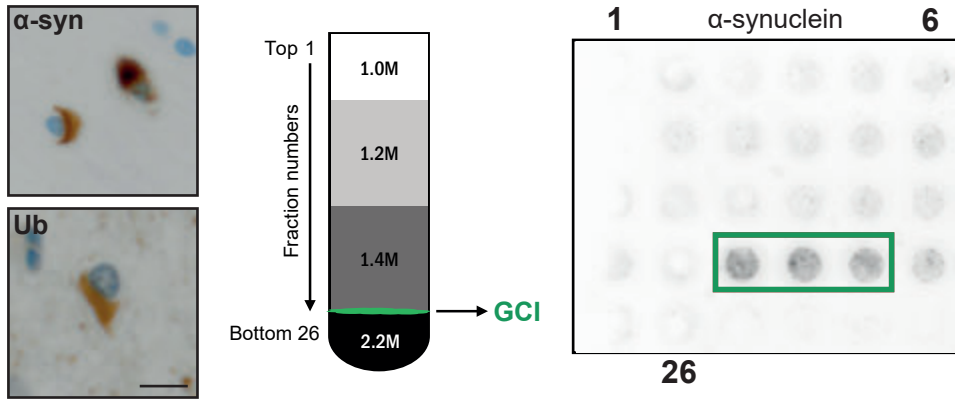 α-syn
Ub
Top 1
Fraction numbers
Bottom 26
1.0M
1.2M
1.4M
2.2M
GCI
1 α-synuclein 6
26